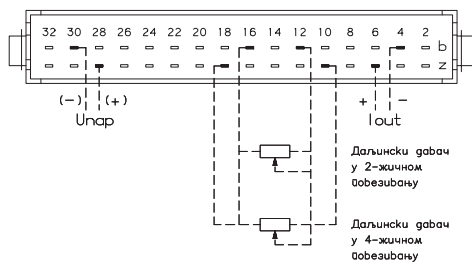 32 30 28 26 24 22 20 18 16 14 12 10 8 6 4 2
b
z
(-) (+) + -
Unap Iout
Даљински давач
у 2-жичном
повезивању
Даљински давач
у 4-жичном
повезивању